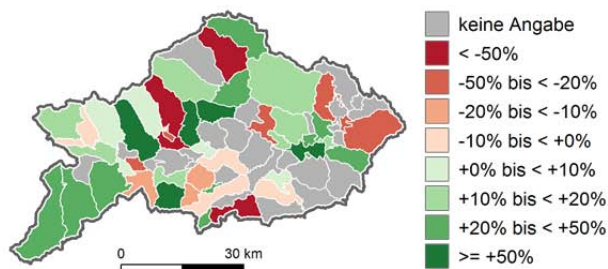 keine Angabe
< -50%
-50% bis < -20%
-20% bis < -10%
-10% bis < +0%
+0% bis < +10%
+10% bis < +20%
+20% bis < +50%
>= +50%
0 30 km